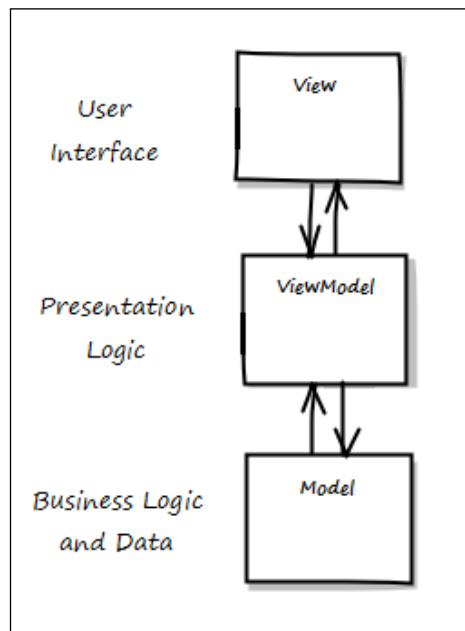 View
User
Interface
ViewModel
Presentation
Logic
Model
Business Logic
and Data